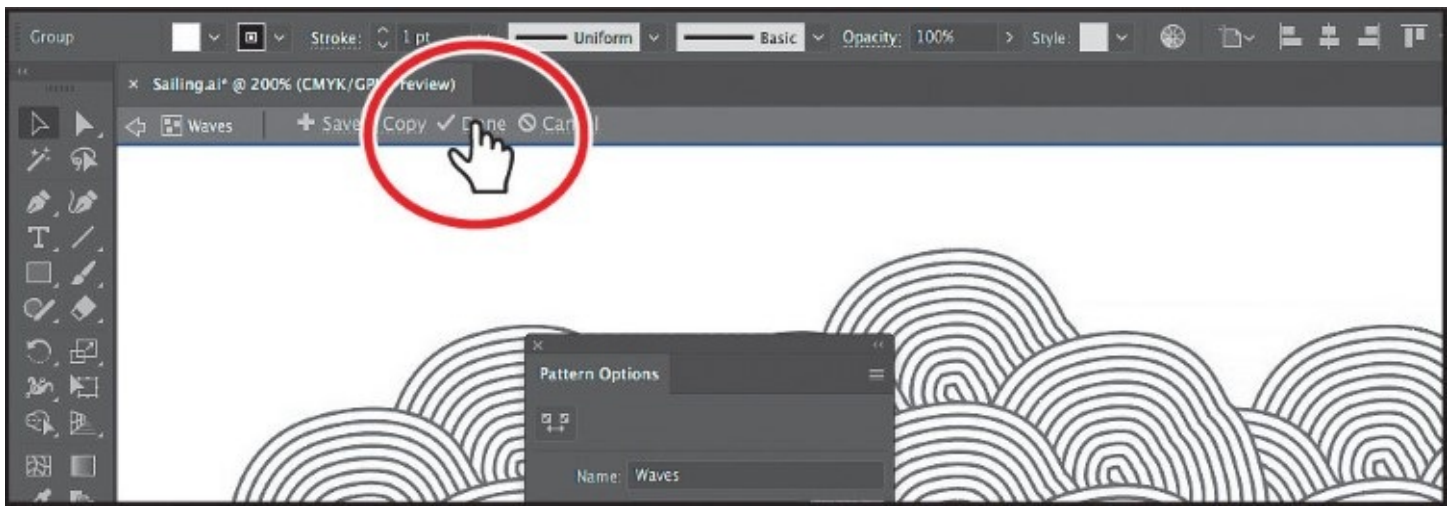 Group Stroke: 1 pt Uniform Basic Opacity: 100% Style:
Sailing.ai* @ 200% (CMYK/GP review)
Waves Save Copy Done
Pattern Options
Name: Waves